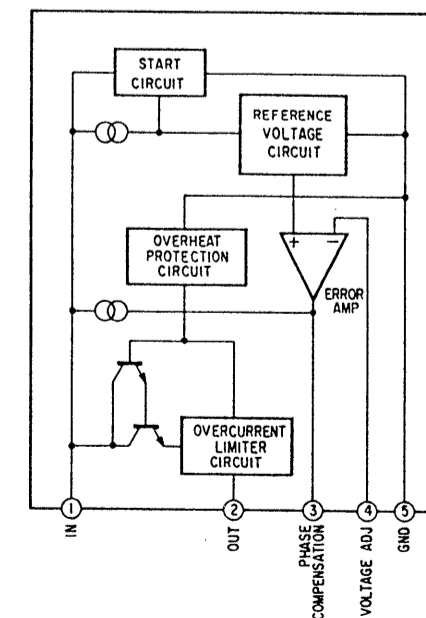 START
CIRCUIT
REFERENCE
VOLTAGE
CIRCUIT
OVERHEAT
PROTECTION
CIRCUIT
+ −
ERROR
AMP
OVERCURRENT
LIMITER
CIRCUIT
1
2
3
4
5
IN
OUT
PHASE
COMPENSATION
VOLTAGE ADJ
GND